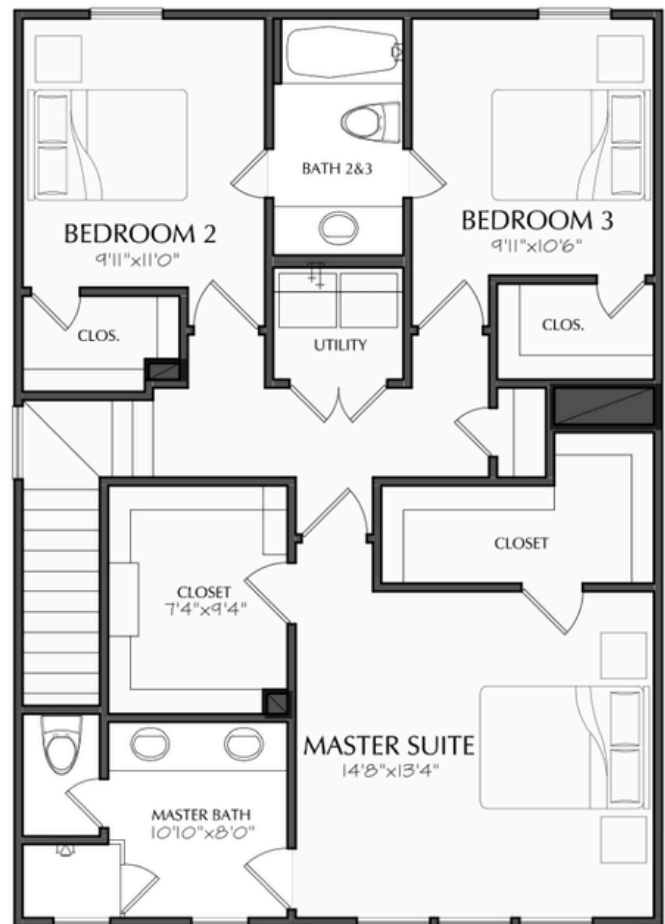 BATH 2&3
BEDROOM 2
9'11"x11'0"
BEDROOM 3
9'11"x10'6"
CLOS.
UTILITY
CLOS.
CLOSET
CLOSET
7'4"x9'4"
MASTER SUITE
14'8"x13'4"
MASTER BATH
10'10"x8'0"